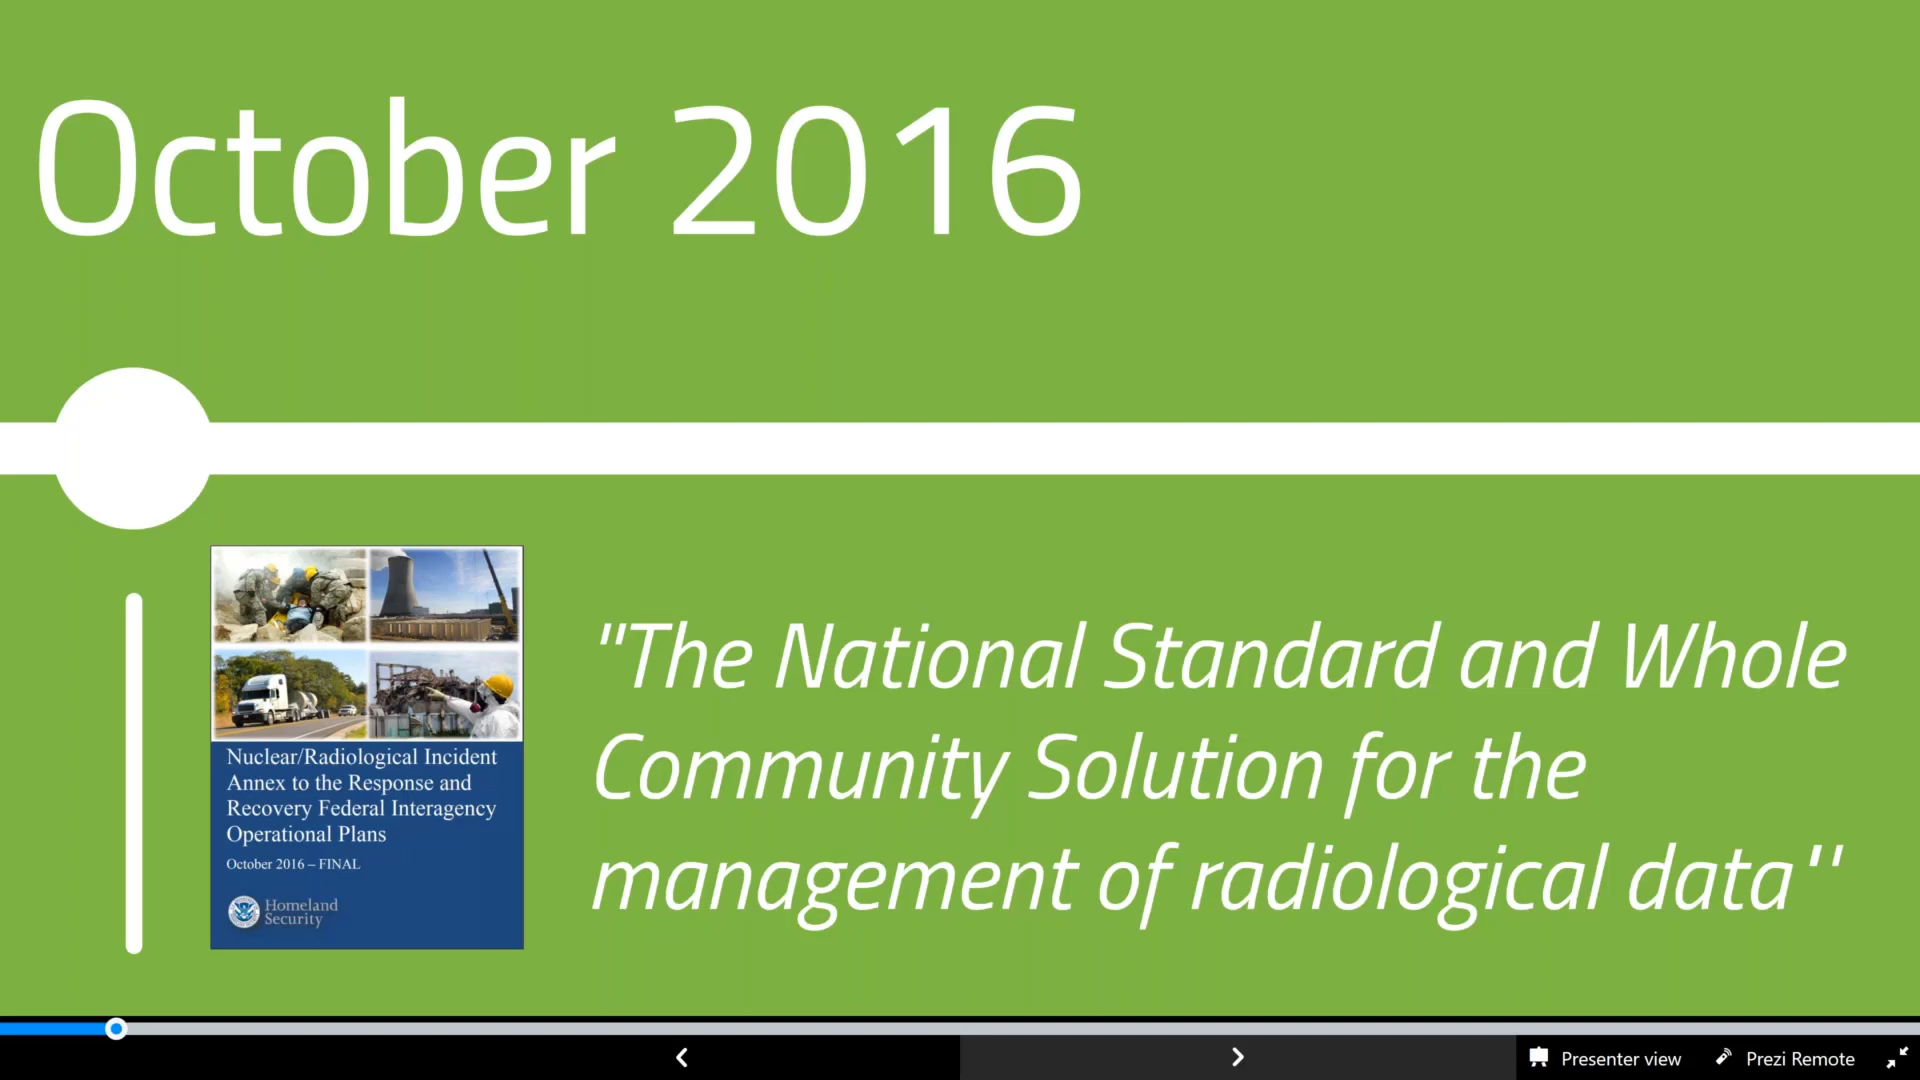 October 2016
Nuclear/Radiological Incident
Annex to the Response and
Recovery Federal Interagency
Operational Plans
October 2016 – FINAL
Homeland
Security
"The National Standard and Whole
Community Solution for the
management of radiological data''
Presenter view
Prezi Remote